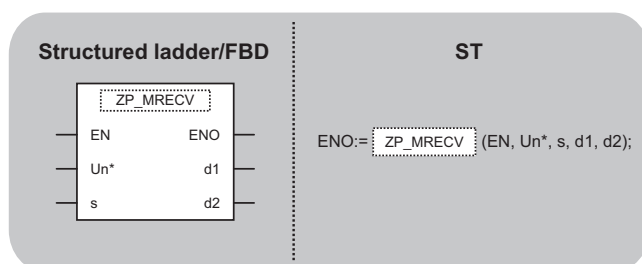 Structured ladder/FBD
ZP_MRECV
EN ENO
Un* d1
s d2
ST
ENO:= ZP_MRECV (EN, Un*, s, d1, d2);